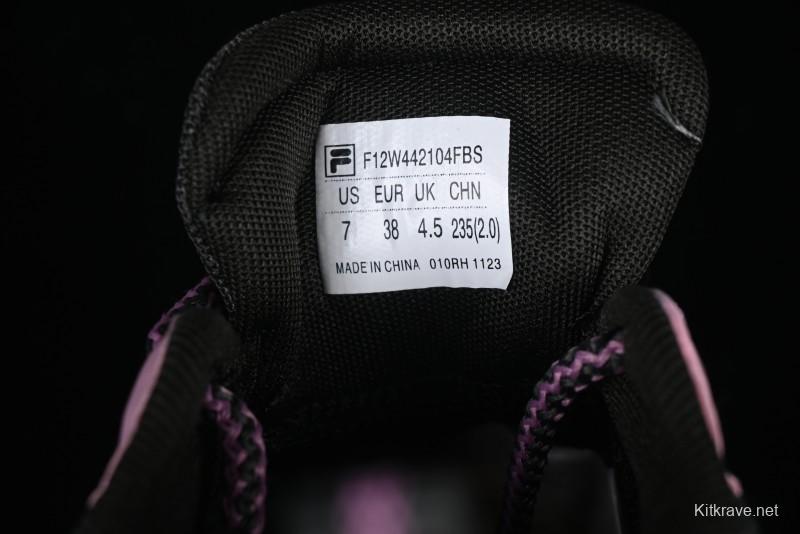 F F12W442104FBS
US EUR UK CHN
7 38 4.5 235(2.0)
MADE IN CHINA 010RH 1123
Kitkrave.net